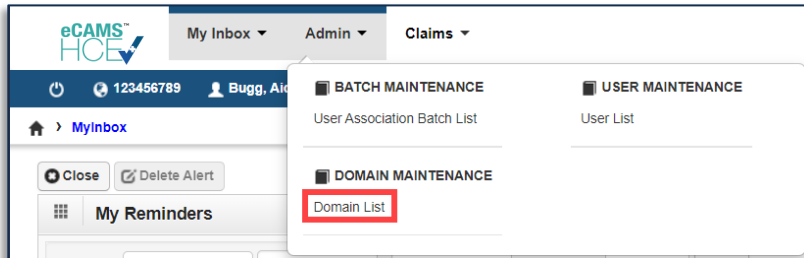 eCAMS™
HCE
My Inbox Admin Claims
123456789 Bugg, Aid
MyInbox
BATCH MAINTENANCE
User Association Batch List
USER MAINTENANCE
User List
DOMAIN MAINTENANCE
Domain List
Close Delete Alert
My Reminders